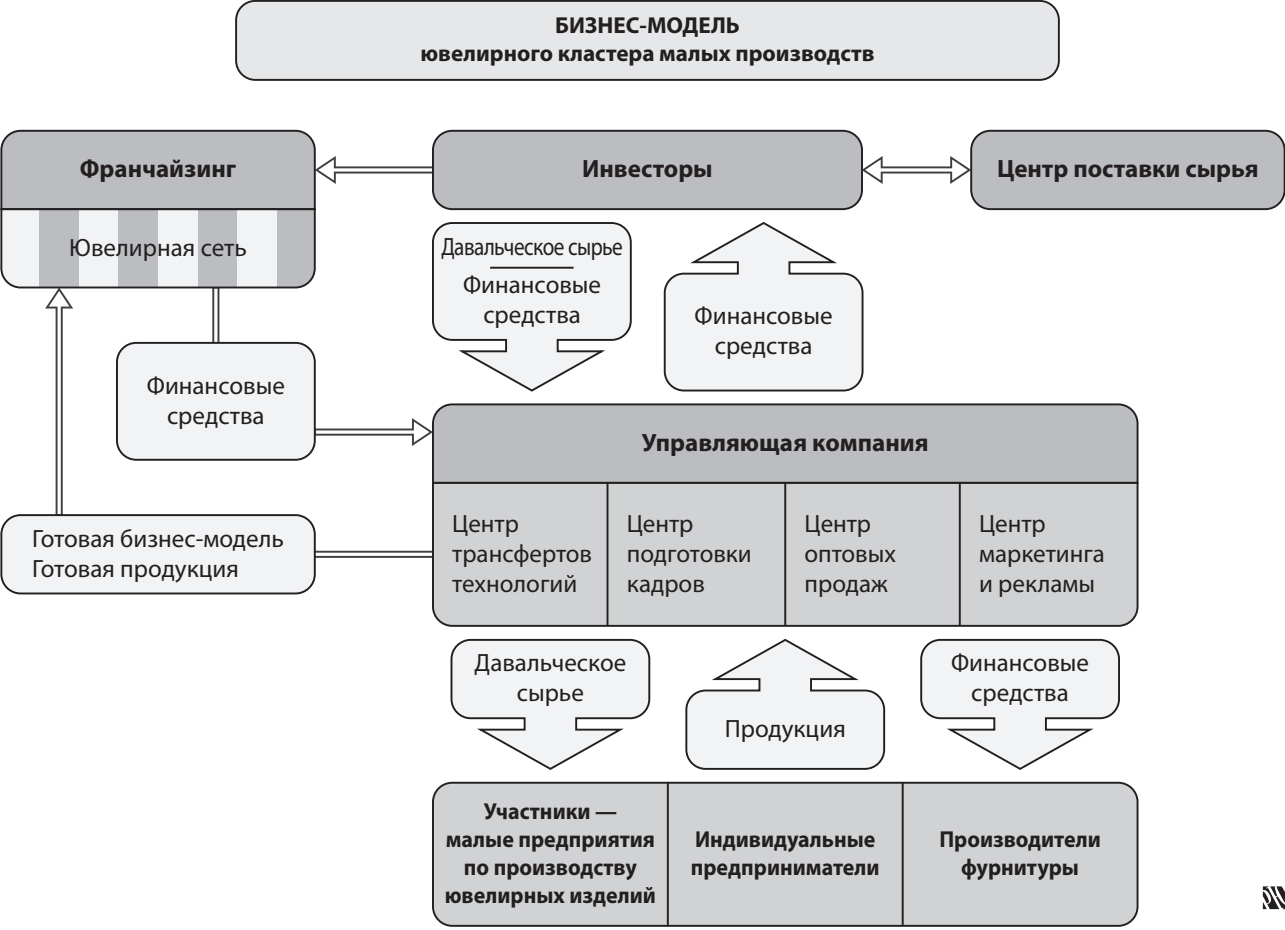 БИЗНЕС-МОДЕЛЬ
ювелирного кластера малых производств
Франчайзинг
Инвесторы
Центр поставки сырья
Ювелирная сеть
Давальческое сырье
Финансовые
средства
Финансовые
средства
Финансовые
средства
Управляющая компания
Готовая бизнес-модель
Готовая продукция
Центр
трансфертов
технологий
Центр
подготовки
кадров
Центр
оптовых
продаж
Центр
маркетинга
и рекламы
Давальческое
сырье
Продукция
Финансовые
средства
Участники —
малые предприятия
по производству
ювелирных изделий
Индивидуальные
предприниматели
Производители
фурнитуры